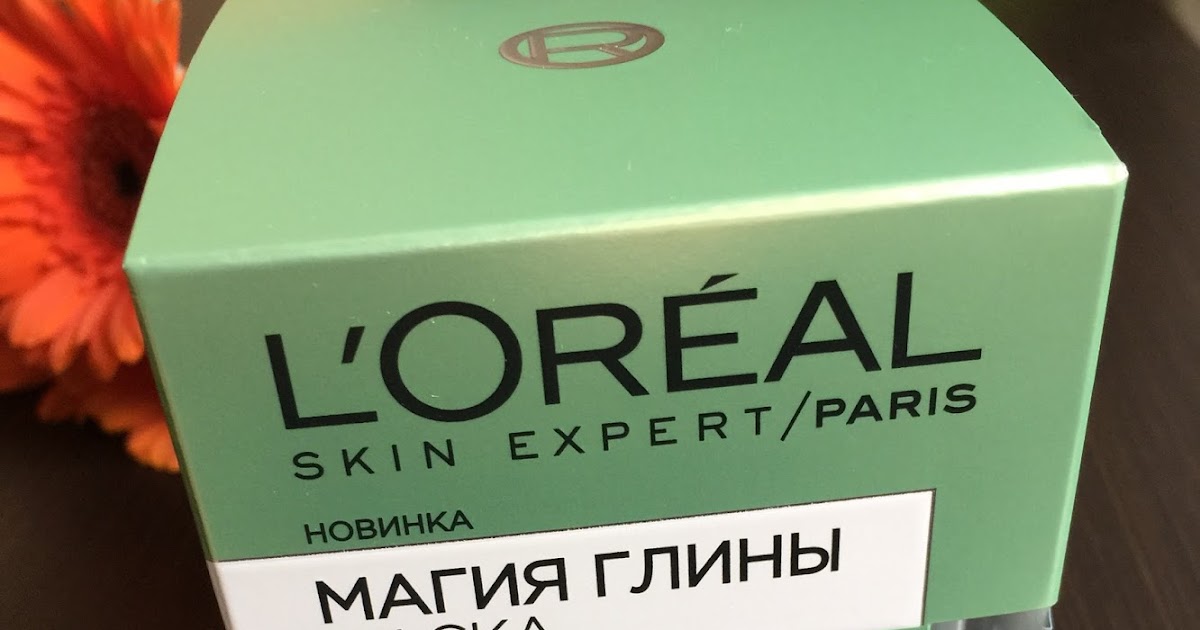 L'ORÉAL
SKIN EXPERT/PARIS
НОВИНКА
МАГИЯ ГЛИНЫ